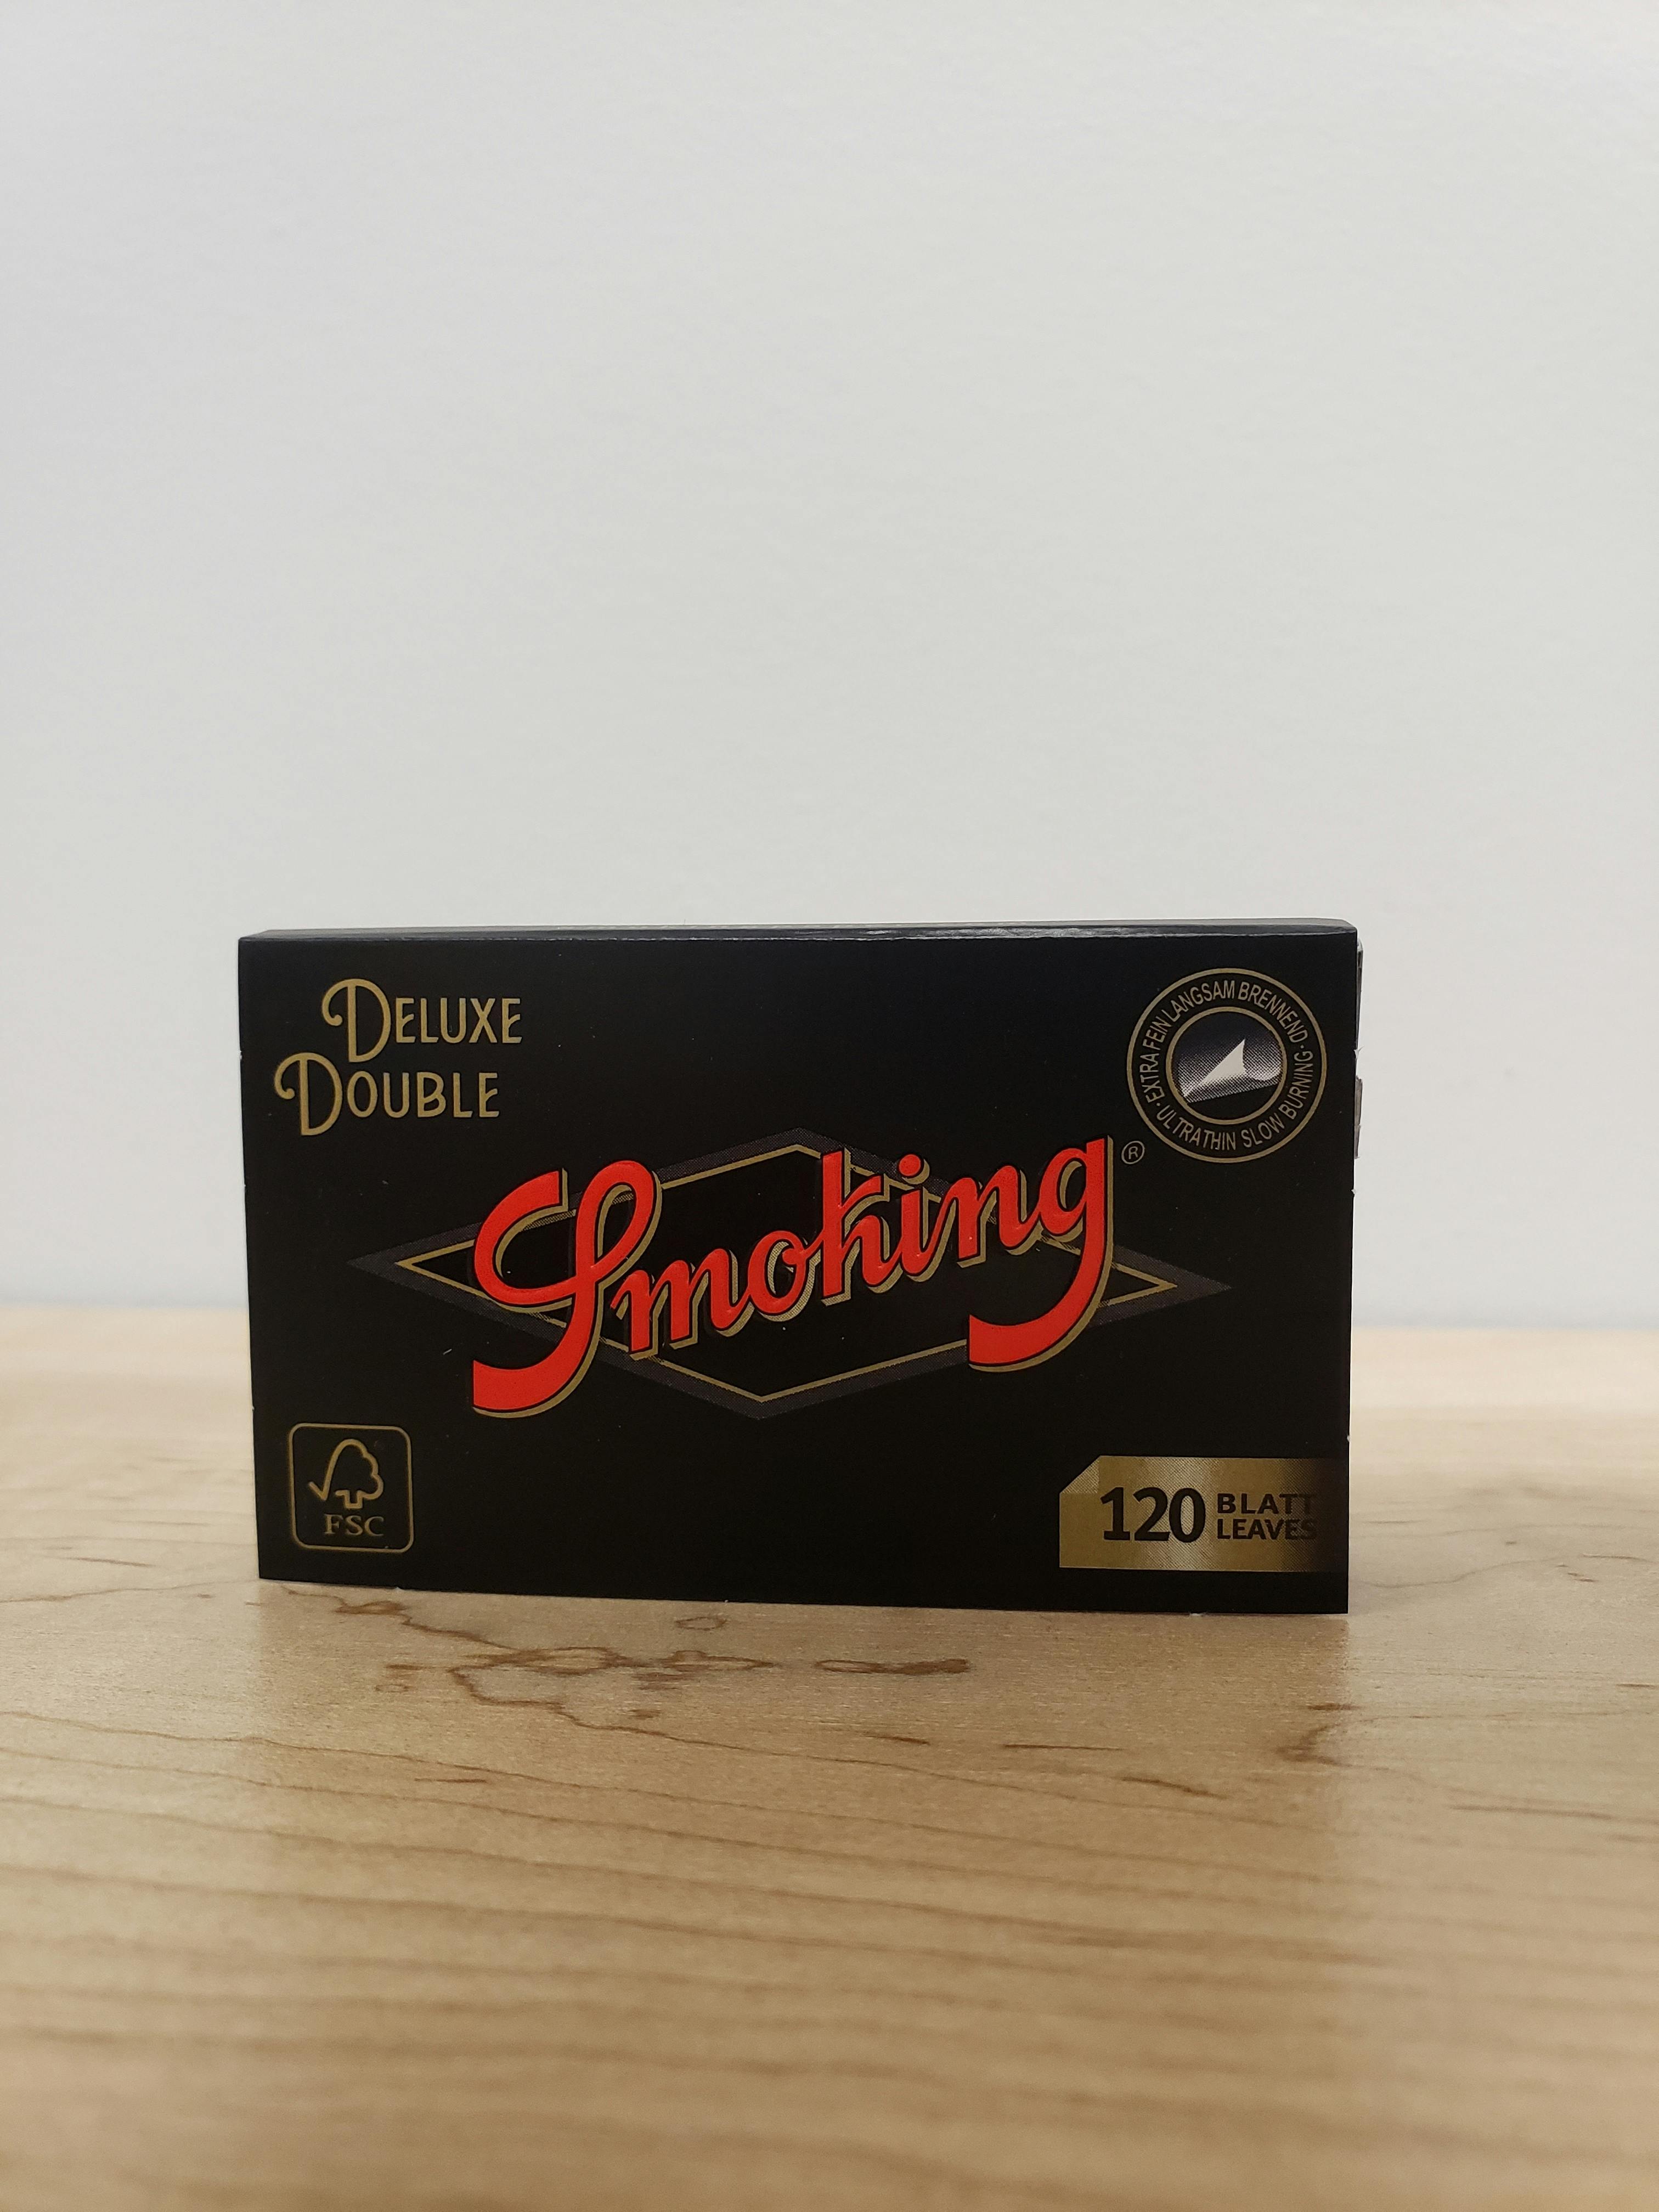 DELUXE
DOUBLE
EXTRA FEIN LANGSAM BRENNEND · ULTRATHIN SLOW BURNING ·
Smoking ®
FSC
120 BLATT
LEAVES